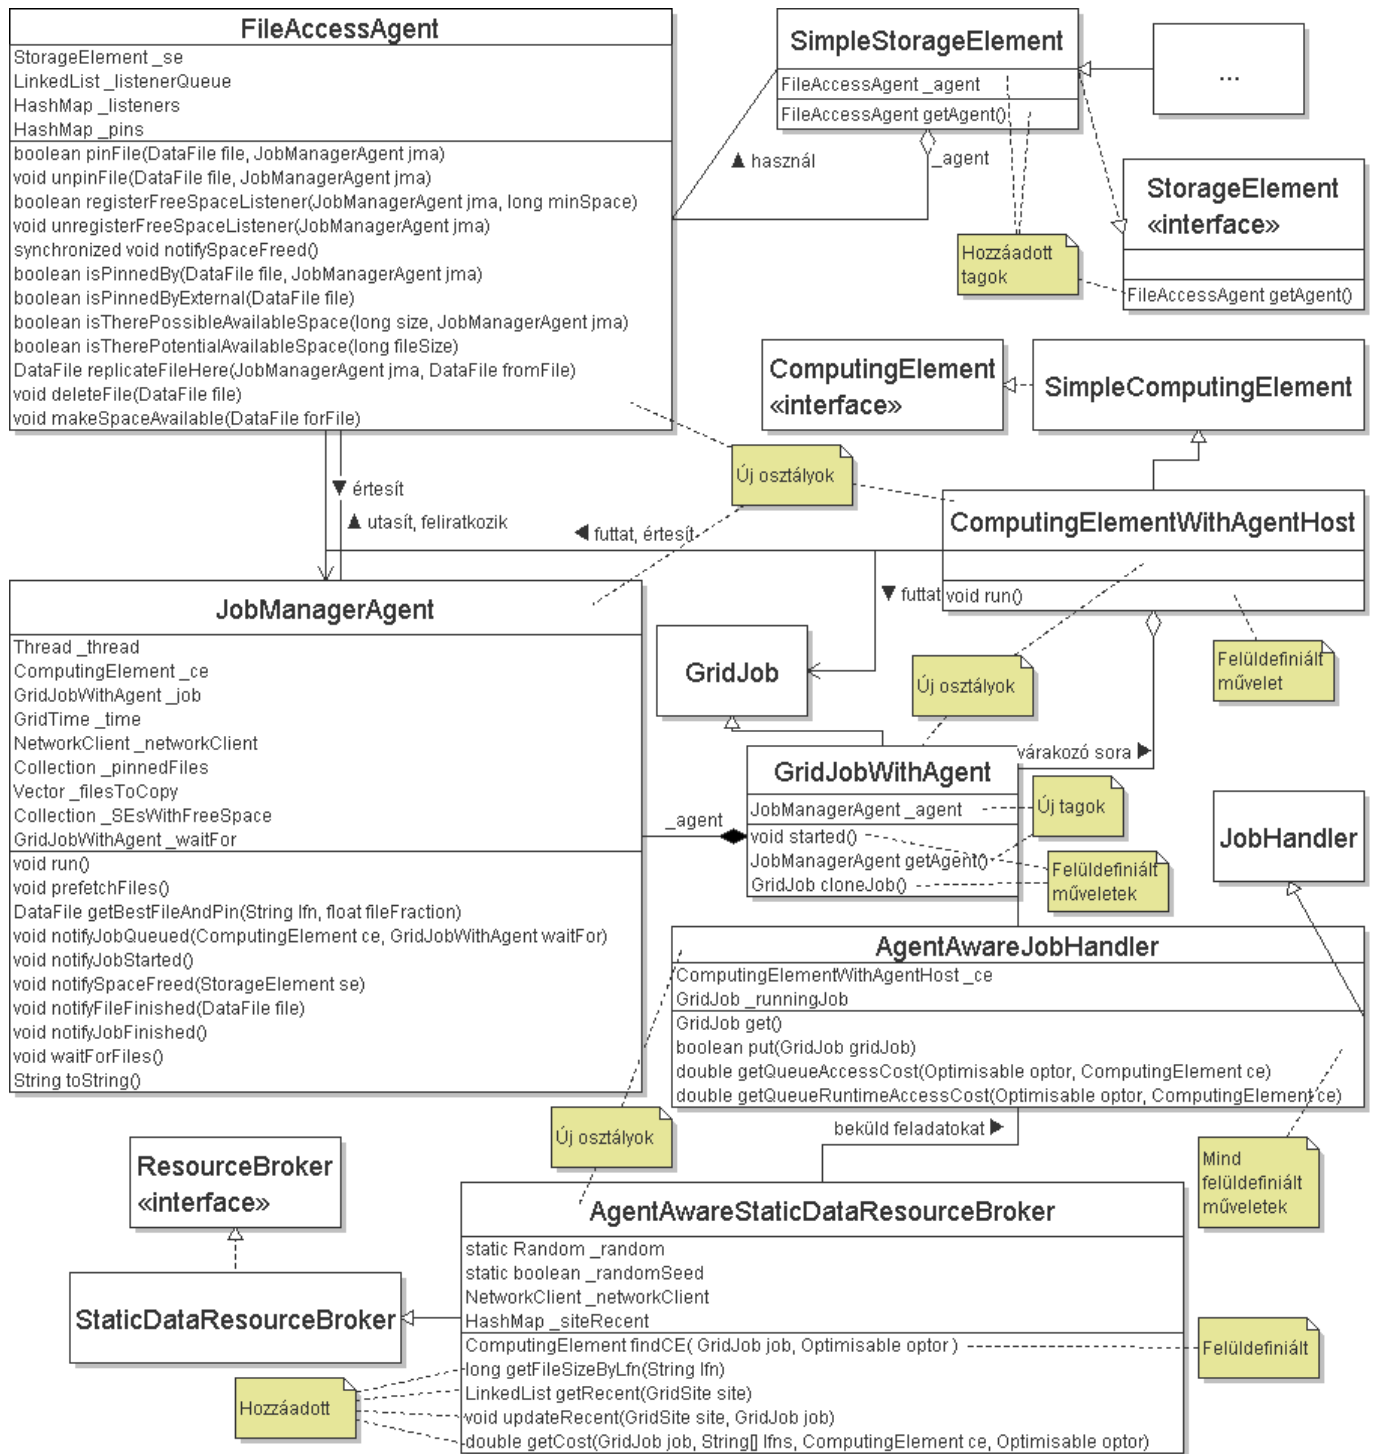 FileAccessAgent
StorageElement _se
LinkedList _listenerQueue
HashMap _listeners
HashMap _pins
boolean pinFile(DataFile file, JobManagerAgent jma)
void unpinFile(DataFile file, JobManagerAgent jma)
boolean registerFreeSpaceListener(JobManagerAgent jma, long minSpace)
void unregisterFreeSpaceListener(JobManagerAgent jma)
synchronized void notifySpaceFreed()
boolean isPinnedBy(DataFile file, JobManagerAgent jma)
boolean isPinnedByExternal(DataFile file)
boolean isTherePossibleAvailableSpace(long size, JobManagerAgent jma)
boolean isTherePotentialAvailableSpace(long fileSize)
DataFile replicateFileHere(JobManagerAgent jma, DataFile fromFile)
void deleteFile(DataFile file)
void makeSpaceAvailable(DataFile forFile)
SimpleStorageElement
FileAccessAgent _agent
FileAccessAgent getAgent()
...
▲ használ
_agent
StorageElement
«interface»
FileAccessAgent getAgent()
Hozzáadott
tagok
ComputingElement
«interface»
SimpleComputingElement
Új osztályok
▼ értesít
▲ utasít, feliratkozik
◀ futtat, értesít
ComputingElementWithAgentHost
void run()
▼ futtat
Felüldefiniált
művelet
JobManagerAgent
Thread _thread
ComputingElement _ce
GridJobWithAgent _job
GridTime _time
NetworkClient _networkClient
Collection _pinnedFiles
Vector _filesToCopy
Collection _SEsWithFreeSpace
GridJobWithAgent _waitFor
void run()
void prefetchFiles()
DataFile getBestFileAndPin(String lfn, float fileFraction)
void notifyJobQueued(ComputingElement ce, GridJobWithAgent waitFor)
void notifyJobStarted()
void notifySpaceFreed(StorageElement se)
void notifyFileFinished(DataFile file)
void notifyJobFinished()
void waitForFiles()
String toString()
GridJob
Új osztályok
várakozó sora ▶
GridJobWithAgent
JobManagerAgent _agent
void started()
JobManagerAgent getAgent()
GridJob cloneJob()
_agent
Új tagok
Felüldefiniált
műveletek
JobHandler
AgentAwareJobHandler
ComputingElementWithAgentHost _ce
GridJob _runningJob
GridJob get()
boolean put(GridJob gridJob)
double getQueueAccessCost(Optimisable optor, ComputingElement ce)
double getQueueRuntimeAccessCost(Optimisable optor, ComputingElement ce)
Új osztályok
beküld feladatokat ▶
Mind
felüldefiniált
műveletek
ResourceBroker
«interface»
StaticDataResourceBroker
AgentAwareStaticDataResourceBroker
static Random _random
static boolean _randomSeed
NetworkClient _networkClient
HashMap _siteRecent
ComputingElement findCE( GridJob job, Optimisable optor )
long getFileSizeByLfn(String lfn)
LinkedList getRecent(GridSite site)
void updateRecent(GridSite site, GridJob job)
double getCost(GridJob job, String[] lfns, ComputingElement ce, Optimisable optor)
Felüldefiniált
Hozzáadott